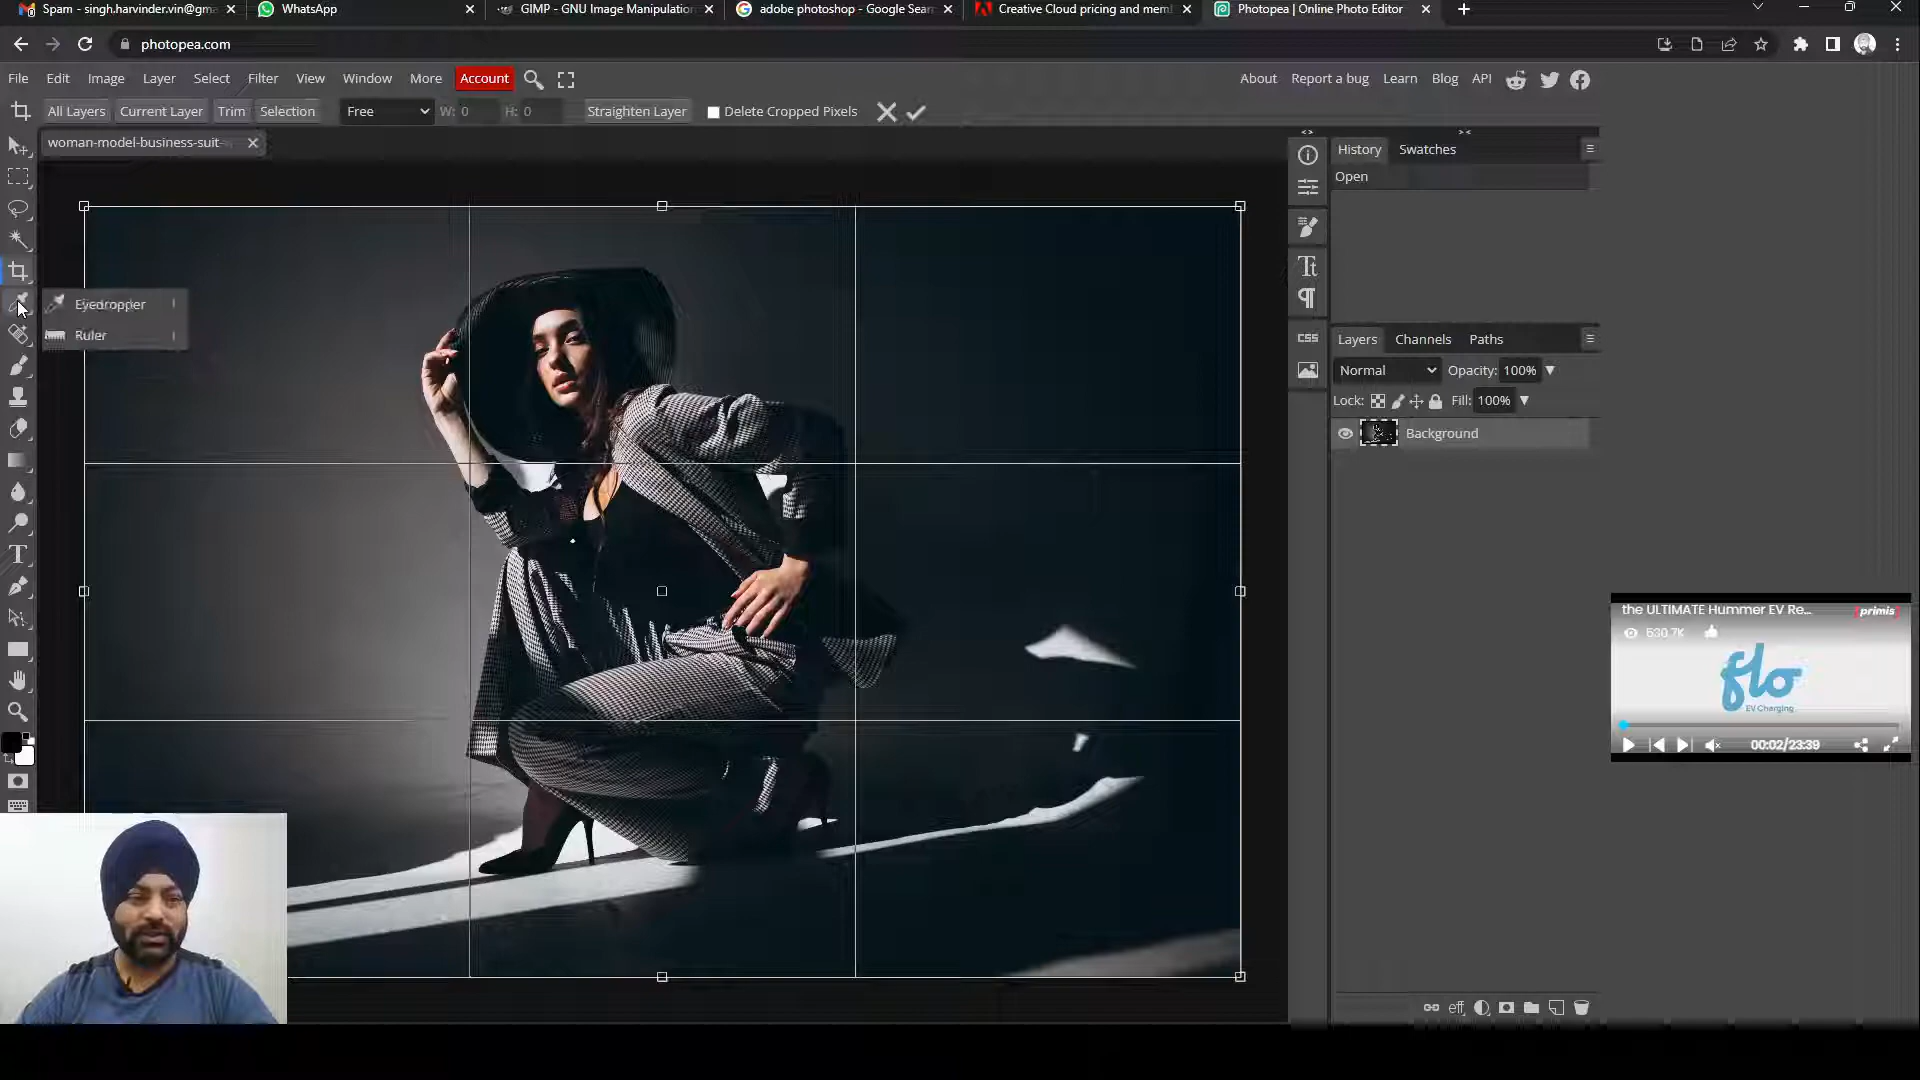 Spam - singh.harvinder.vin@gma
WhatsApp
GIMP - GNU Image Manipulation
adobe photoshop - Google Sear
Creative Cloud pricing and mem
Photopea | Online Photo Editor
photopea.com
File Edit Image Layer Select Filter View Window More Account
About Report a bug Learn Blog API
All Layers Current Layer Trim Selection Free W: 0 H: 0 Straighten Layer Delete Cropped Pixels
woman-model-business-suit
History Swatches
Open
Eyedropper I
Ruler I
CSS
Layers Channels Paths
Normal Opacity: 100%
Lock: Fill: 100%
Background
the ULTIMATE Hummer EV Re...
primis
530.7K
flo
EV Charging
00:02/23:39
eff